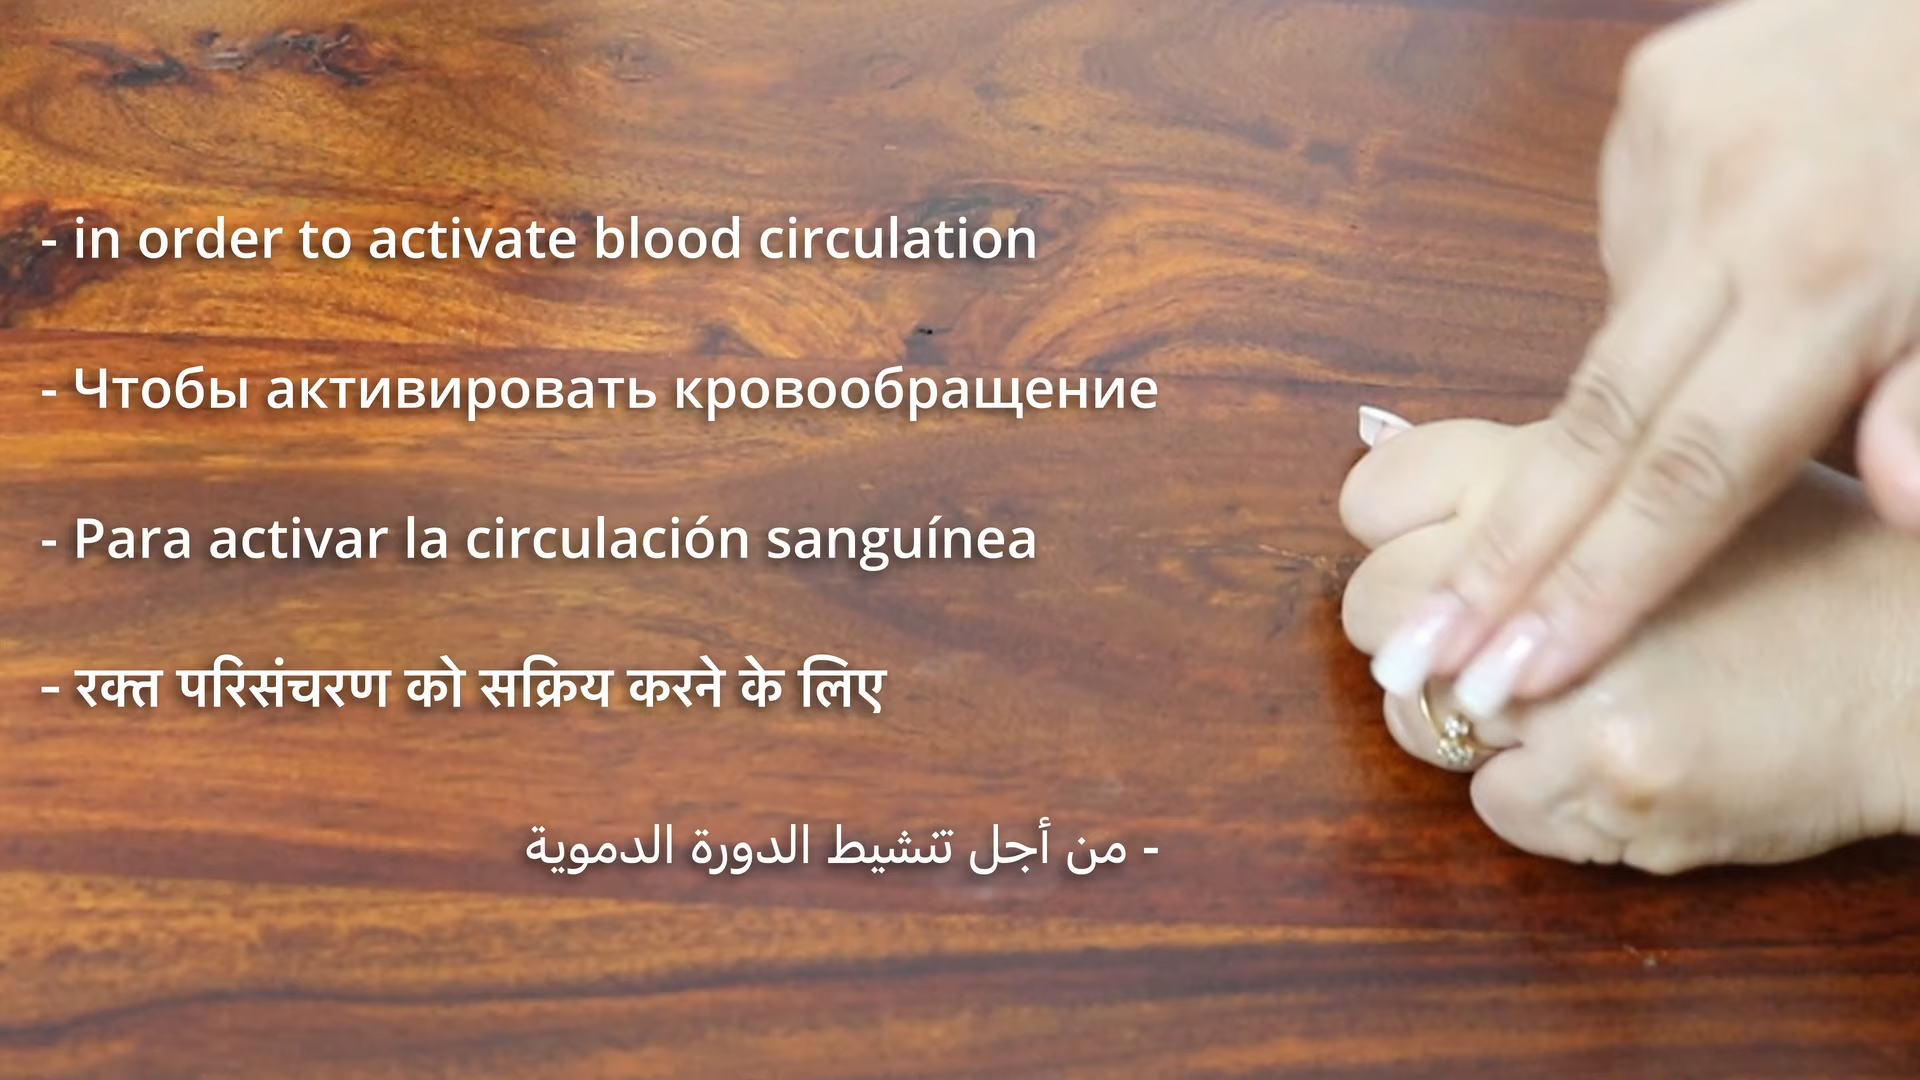 - in order to activate blood circulation
- Чтобы активировать кровообращение
- Para activar la circulación sanguínea
- रक्त परिसंचरण को सक्रिय करने के लिए
- من أجل تنشيط الدورة الدموية